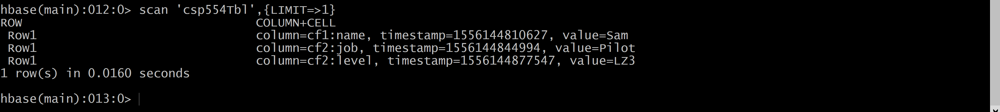 hbase(main):012:0> scan 'csp554Tbl',{LIMIT=>1}
ROW COLUMN+CELL
Row1 column=cf1:name, timestamp=1556144810627, value=Sam
Row1 column=cf2:job, timestamp=1556144844994, value=Pilot
Row1 column=cf2:level, timestamp=1556144877547, value=LZ3
1 row(s) in 0.0160 seconds
hbase(main):013:0>